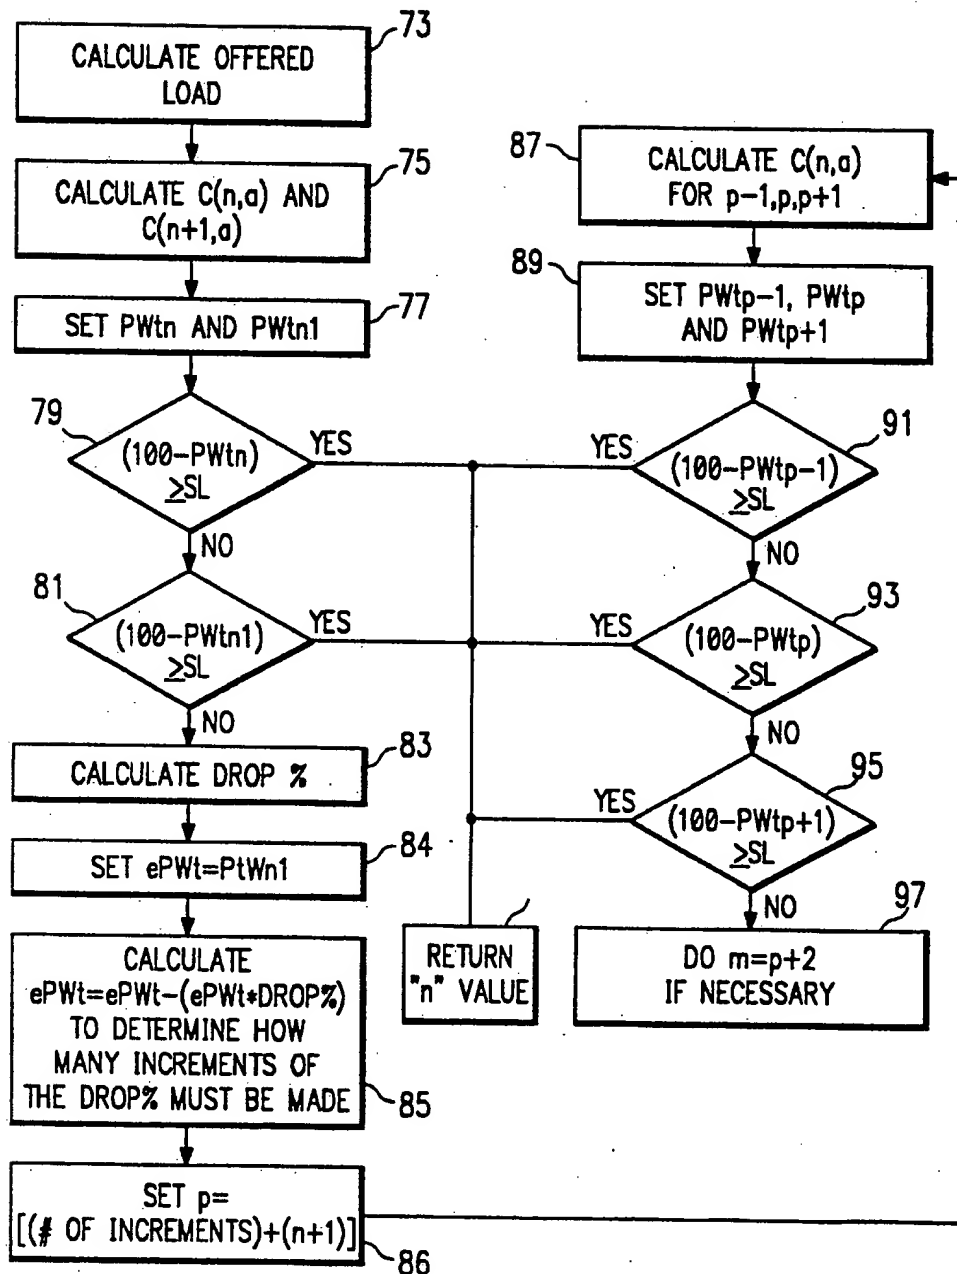 73
CALCULATE OFFERED
LOAD
75
CALCULATE C(n,a) AND
C(n+1,a)
77
SET PWtn AND PWtn1
79
(100-PWtn)
≥SL
YES
NO
81
(100-PWtn1)
≥SL
YES
NO
83
CALCULATE DROP %
84
SET ePWt=PtWn1
CALCULATE
ePWt=ePWt-(ePWt*DROP%)
TO DETERMINE HOW
MANY INCREMENTS OF
THE DROP% MUST BE MADE
85
SET p=
[(# OF INCREMENTS)+(n+1)]
86
87
CALCULATE C(n,a)
FOR p-1,p,p+1
89
SET PWtp-1, PWtp
AND PWtp+1
91
YES
(100-PWtp-1)
≥SL
NO
93
YES
(100-PWtp)
≥SL
NO
95
YES
(100-PWtp+1)
≥SL
NO
97
DO m=p+2
IF NECESSARY
RETURN
"n" VALUE